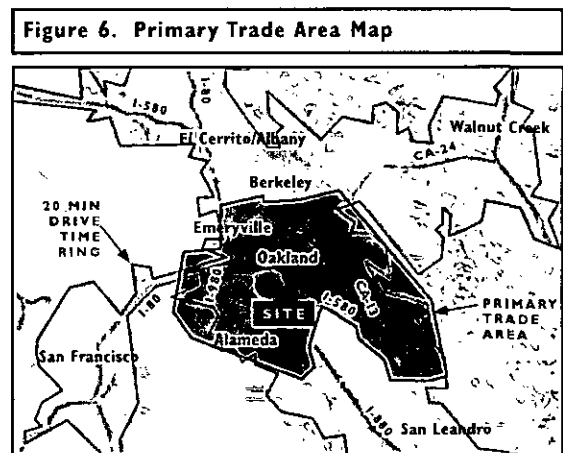 Figure 6. Primary Trade Area Map
I-580
I-80
El Cerrito/Albany
Walnut Creek
CA-24
Berkeley
20 MIN
DRIVE
TIME
RING
Emeryville
Oakland
I-80
CA-13
SITE
I-580
PRIMARY
TRADE
AREA
Alameda
San Francisco
I-880
San Leandro